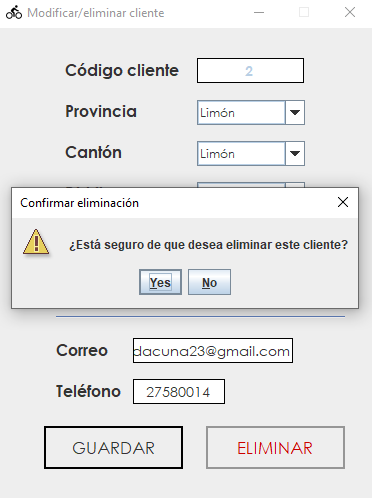 Modificar/eliminar cliente
Código cliente 2
Provincia Limón
Cantón Limón
Confirmar eliminación
¿Está seguro de que desea eliminar este cliente?
Yes No
Correo dacuna23@gmail.com
Teléfono 27580014
GUARDAR ELIMINAR